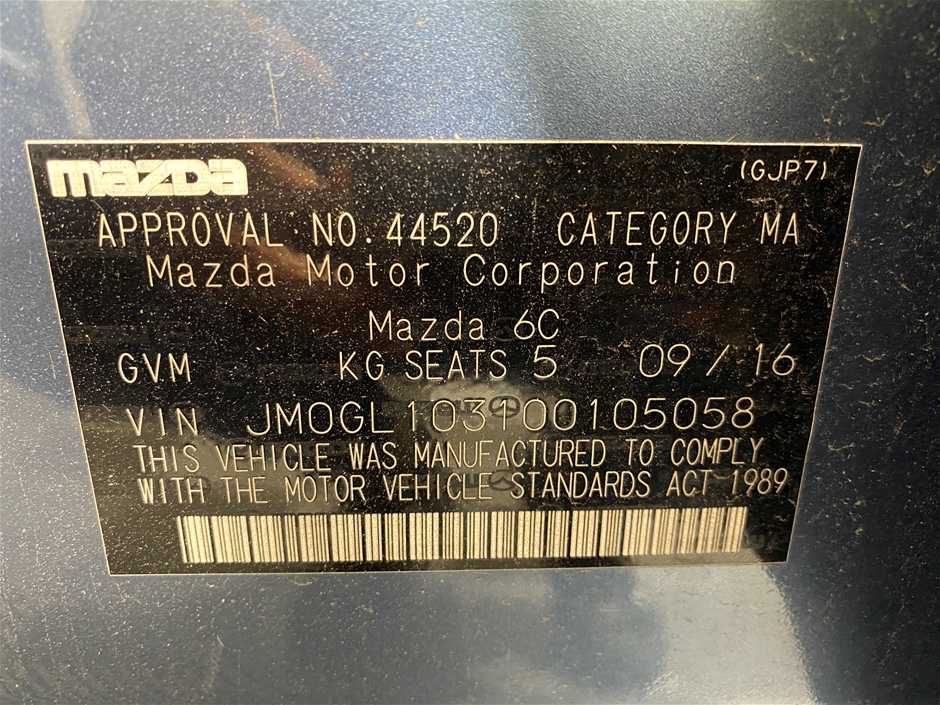 mazda (GJP7)
APPROVAL NO. 44520 CATEGORY MA
Mazda Motor Corporation
Mazda 6C
GVM KG SEATS 5 09 / 16
VIN JM0GL103100105058
THIS VEHICLE WAS MANUFACTURED TO COMPLY
WITH THE MOTOR VEHICLE STANDARDS ACT 1989